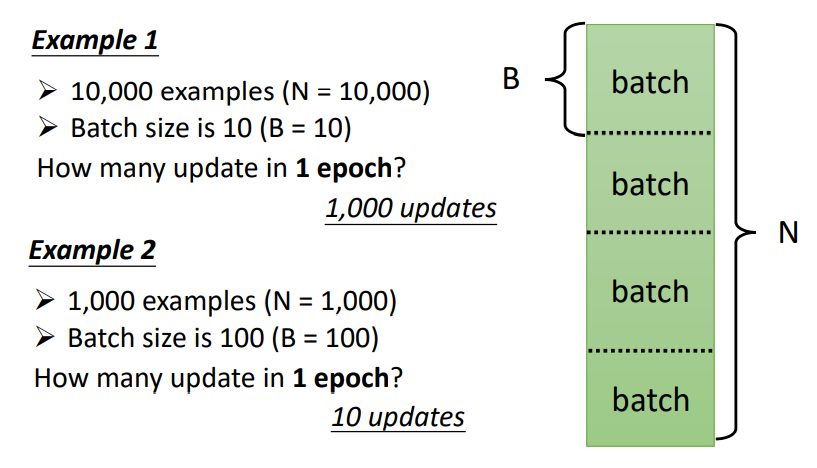 Example 1
➢ 10,000 examples (N = 10,000)
➢ Batch size is 10 (B = 10)
How many update in 1 epoch?
1,000 updates
Example 2
➢ 1,000 examples (N = 1,000)
➢ Batch size is 100 (B = 100)
How many update in 1 epoch?
10 updates
B
batch
batch
batch
batch
N